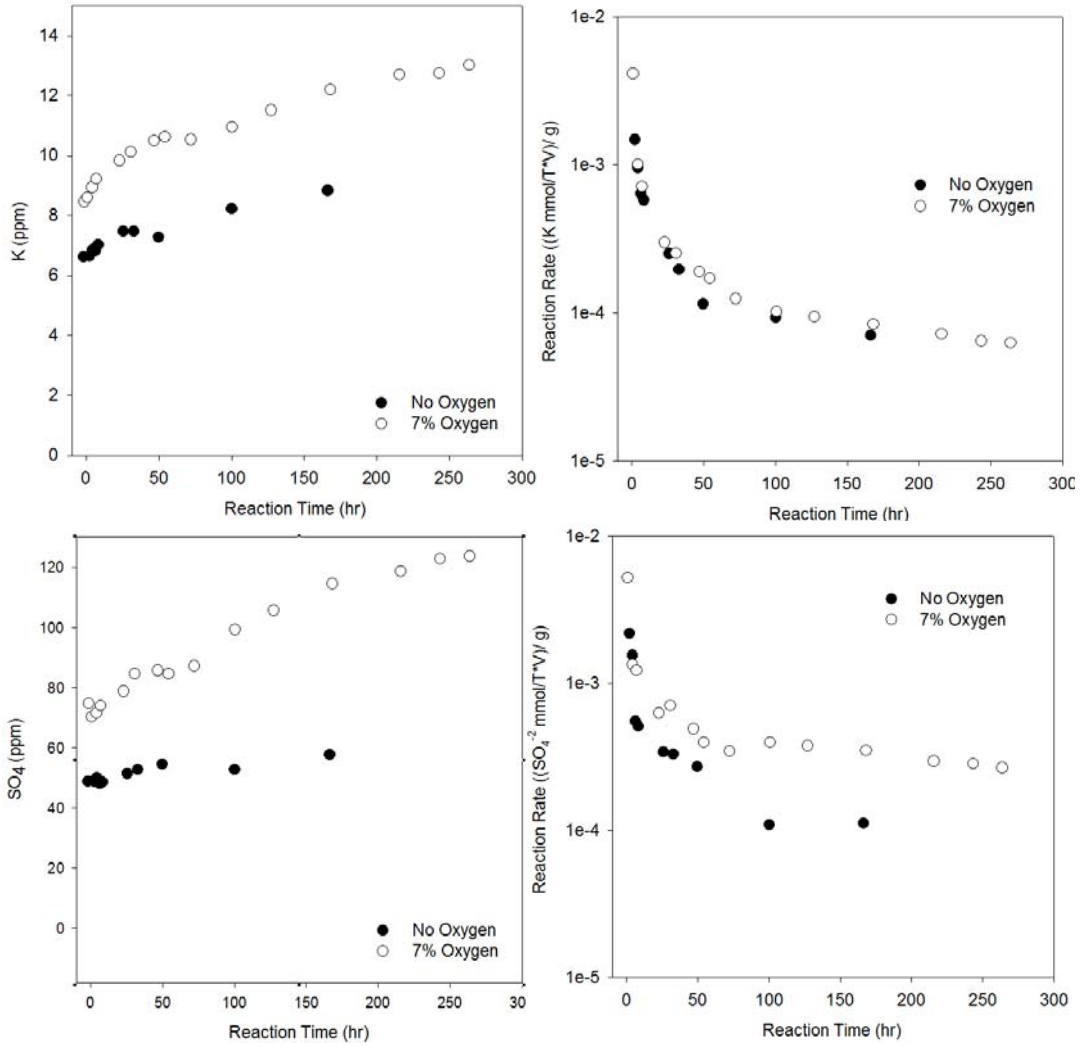 14
12
10
8
6
4
2
0
K (ppm)
No Oxygen
7% Oxygen
0 50 100 150 200 250 300
Reaction Time (hr)
1e-2
1e-3
1e-4
1e-5
Reaction Rate ((K mmol/T*V)/ g)
No Oxygen
7% Oxygen
0 50 100 150 200 250 300
Reaction Time (hr)
120
100
80
60
40
20
0
SO4 (ppm)
No Oxygen
7% Oxygen
0 50 100 150 200 250 300
Reaction Time (hr)
1e-2
1e-3
1e-4
1e-5
Reaction Rate ((SO4-2 mmol/T*V)/ g)
No Oxygen
7% Oxygen
0 50 100 150 200 250 300
Reaction Time (hr)